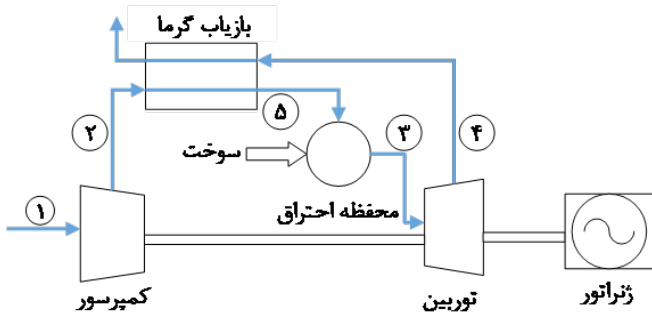 بازیاب گرما
۲
۵
۳
۴
سوخت
۱
محفظه احتراق
کمپرسور
توربین
ژنراتور